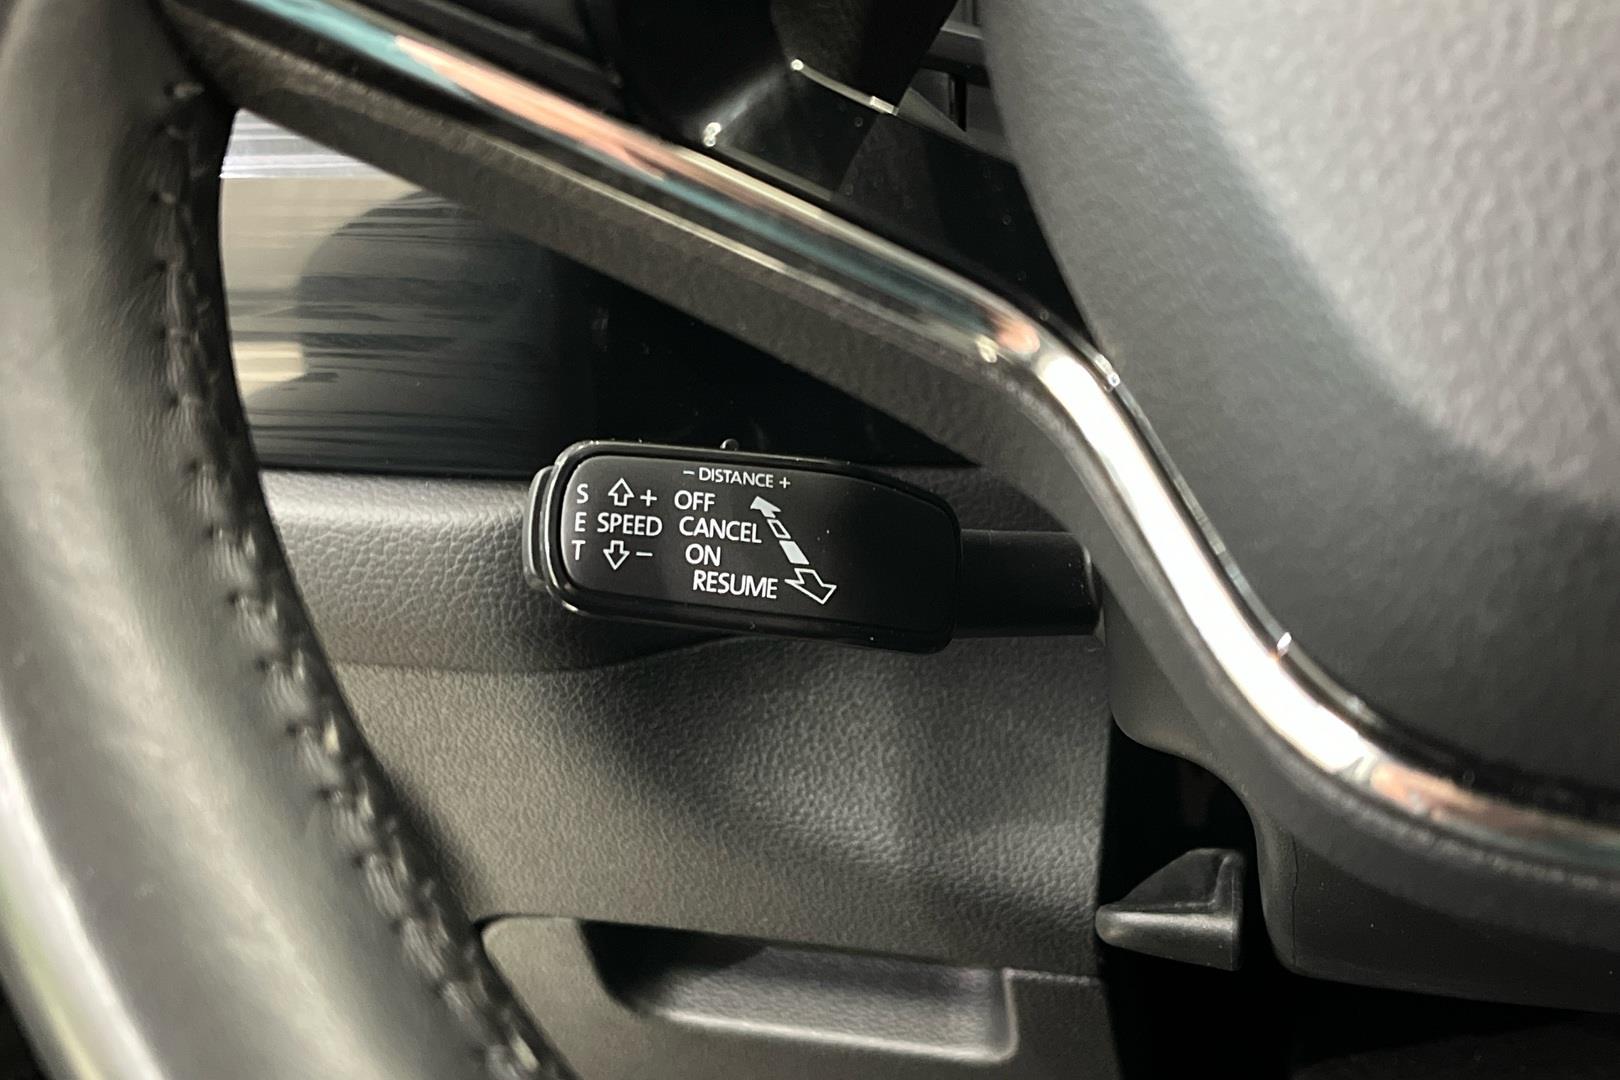 − DISTANCE +
S ⇧ + OFF
E SPEED CANCEL
T ⇩ − ON
RESUME